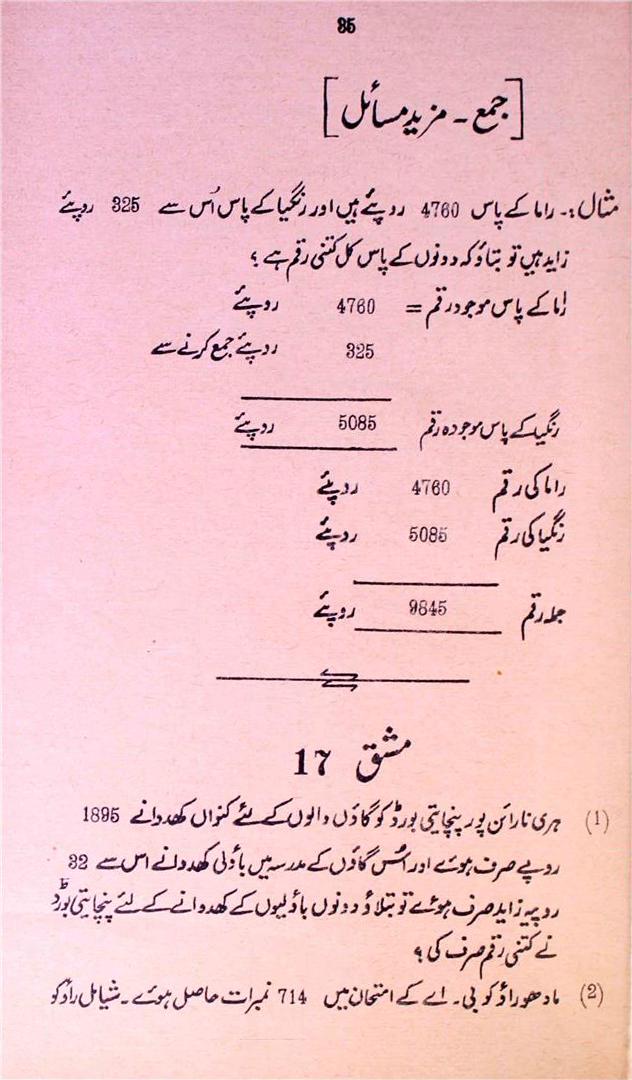 35
[جمع ۔ مزید مسائل]
مثال :۔ راما کے پاس 4760 روپئے ہیں اور رنگیا کے پاس اُس سے 325 روپئے
زاید ہیں تو بتاؤ کہ دونوں کے پاس کل کتنی رقم ہے ؟
راما کے پاس موجود رقم = 4760 روپئے
325 روپئے جمع کرنے سے
رنگیا کے پاس موجودہ رقم 5085 روپئے
راما کی رقم 4760 روپئے
رنگیا کی رقم 5085 روپئے
جملہ رقم 9845 روپئے
مشق 17
(1) ہری نارائن پور پنچایتی بورڈ کو گاؤں والوں کے لئے کنواں کھدوانے 1895
روپے صرف ہوئے اور اُس گاؤں کے مدرسہ میں باؤلی کھدوانے اس سے 32
روپیہ زاید صرف ہوئے تو بتلاؤ دونوں باؤلیوں کے کھدوانے کے لئے پنچایتی بورڈ
نے کتنی رقم صرف کی ؟
(2) مادھوراؤ کو بی۔ اے کے امتحان میں 714 نمبرات حاصل ہوئے ۔ شیامل راؤ کو